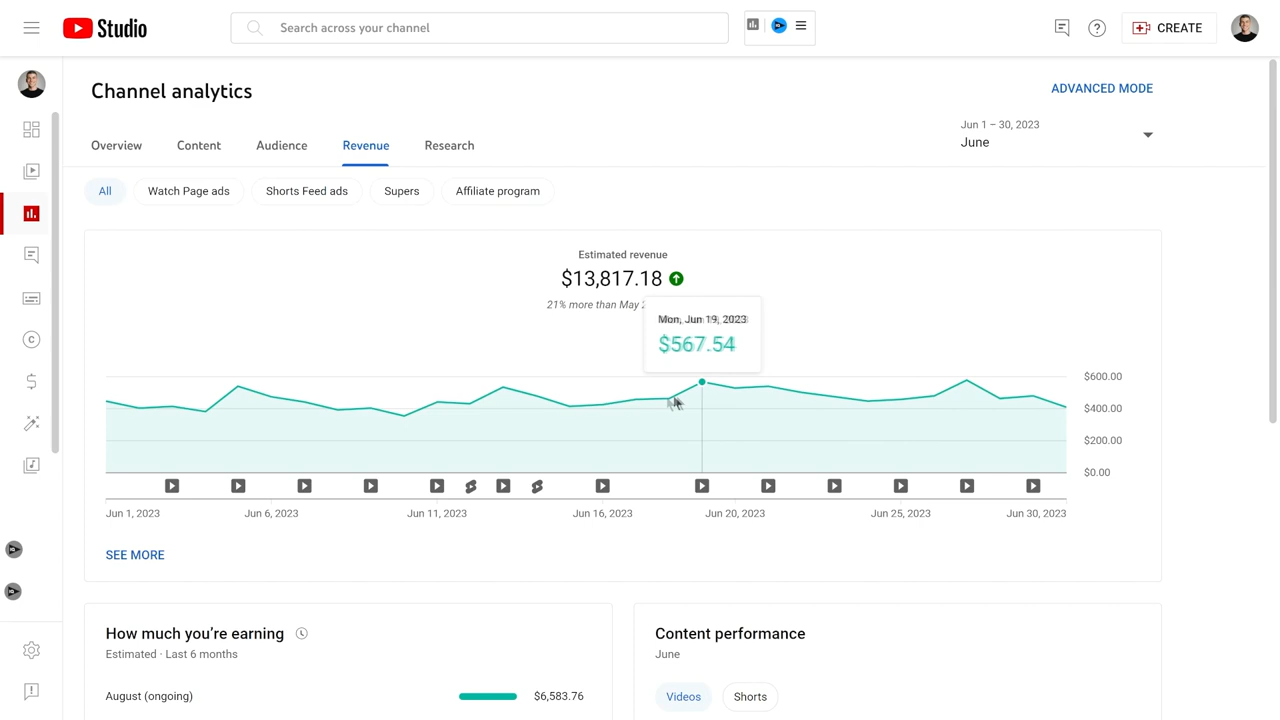 Studio
Search across your channel
CREATE
Channel analytics
ADVANCED MODE
Jun 1 – 30, 2023
June
Overview
Content
Audience
Revenue
Research
All
Watch Page ads
Shorts Feed ads
Supers
Affiliate program
Estimated revenue
$13,817.18
21% more than May 2
Mon, Jun 19, 2023
$567.54
$600.00
$400.00
$200.00
$0.00
Jun 1, 2023
Jun 6, 2023
Jun 11, 2023
Jun 16, 2023
Jun 20, 2023
Jun 25, 2023
Jun 30, 2023
SEE MORE
How much you're earning
Estimated · Last 6 months
August (ongoing)
$6,583.76
Content performance
June
Videos
Shorts